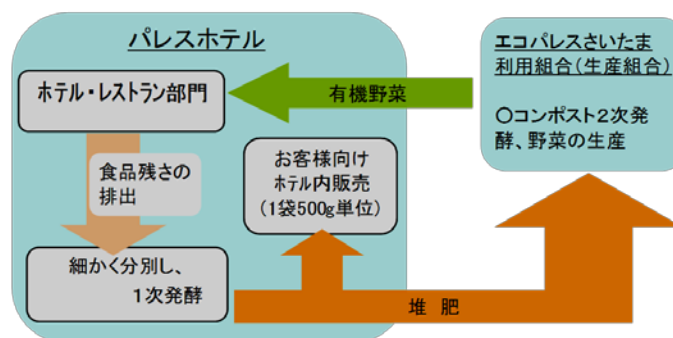 パレスホテル
ホテル・レストラン部門
食品残さの
排出
細かく分別し、
1次発酵
お客様向け
ホテル内販売
(1袋500g単位)
有機野菜
堆 肥
エコパレスさいたま
利用組合(生産組合)
○コンポスト2次発
酵、野菜の生産